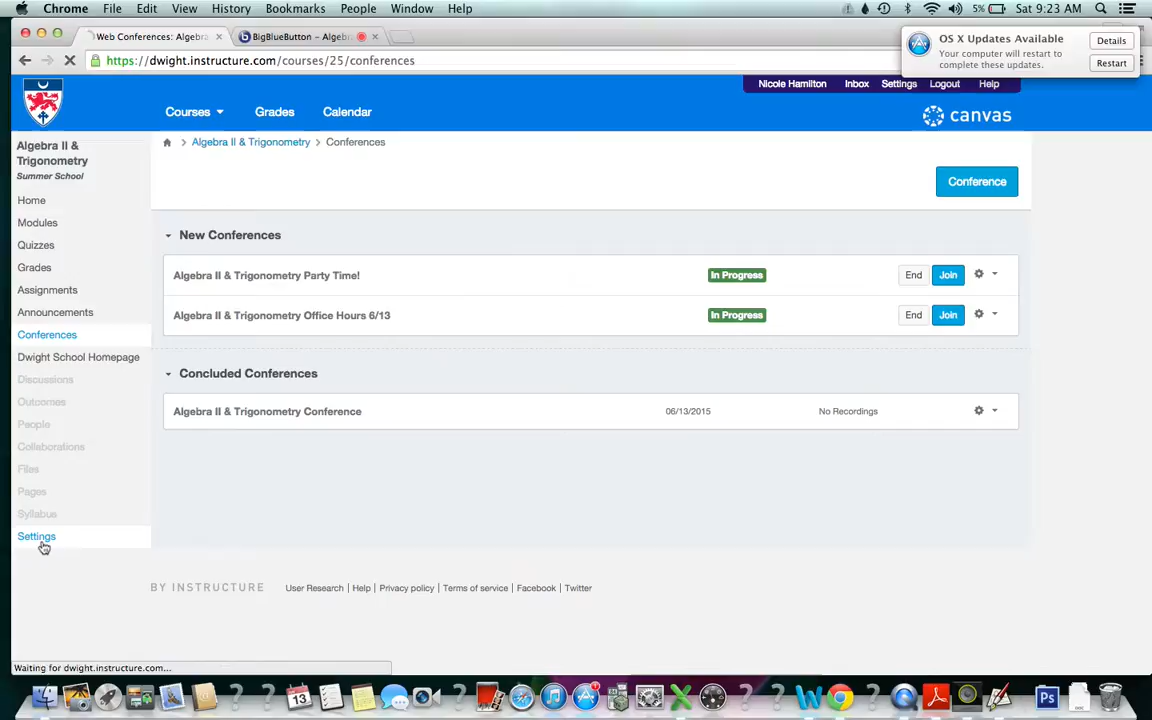 Chrome File Edit View History Bookmarks People Window Help 5% Sat 9:23 AM
Web Conferences: Algebra BigBlueButton – Algebr
https://dwight.instructure.com/courses/25/conferences
OS X Updates Available
Your computer will restart to
complete these updates.
Details
Restart
Nicole Hamilton Inbox Settings Logout Help
Courses Grades Calendar
canvas
Algebra II &
Trigonometry
Summer School
Home
Modules
Quizzes
Grades
Assignments
Announcements
Conferences
Dwight School Homepage
Discussions
Outcomes
People
Collaborations
Files
Pages
Syllabus
Settings
Algebra II & Trigonometry > Conferences
Conference
New Conferences
Algebra II & Trigonometry Party Time! In Progress End Join
Algebra II & Trigonometry Office Hours 6/13 In Progress End Join
Concluded Conferences
Algebra II & Trigonometry Conference 06/13/2015 No Recordings
BY INSTRUCTURE User Research | Help | Privacy policy | Terms of service | Facebook | Twitter
Waiting for dwight.instructure.com...